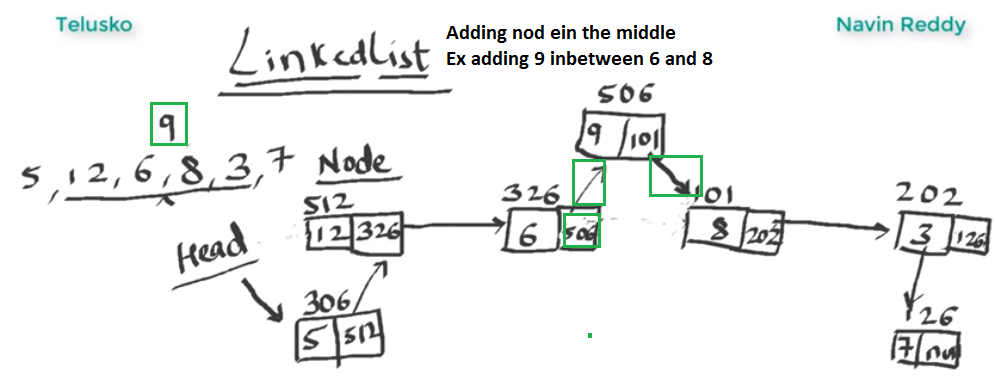 Telusko
Navin Reddy
Adding nod ein the middle
Ex adding 9 inbetween 6 and 8
LinkedList
9
5, 12, 6, 8, 3, 7
Node
Head
506
9 101
512
12 326
326
6 506
101
8 202
202
3 126
306
5 512
126
7 null